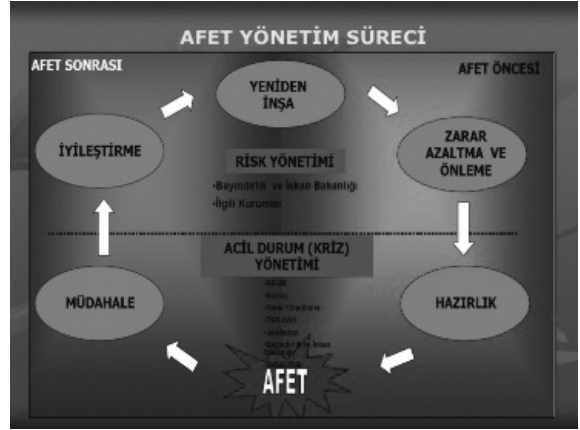 AFET YÖNETİM SÜRECİ
AFET SONRASI
AFET ÖNCESİ
YENİDEN
İNŞA
İYİLEŞTİRME
ZARAR
AZALTMA VE
ÖNLEME
RİSK YÖNETİMİ
•Bayındırlık ve İskan Bakanlığı
•İlgili Kurumlar
ACİL DURUM (KRİZ)
YÖNETİMİ
MÜDAHALE
HAZIRLIK
AFET